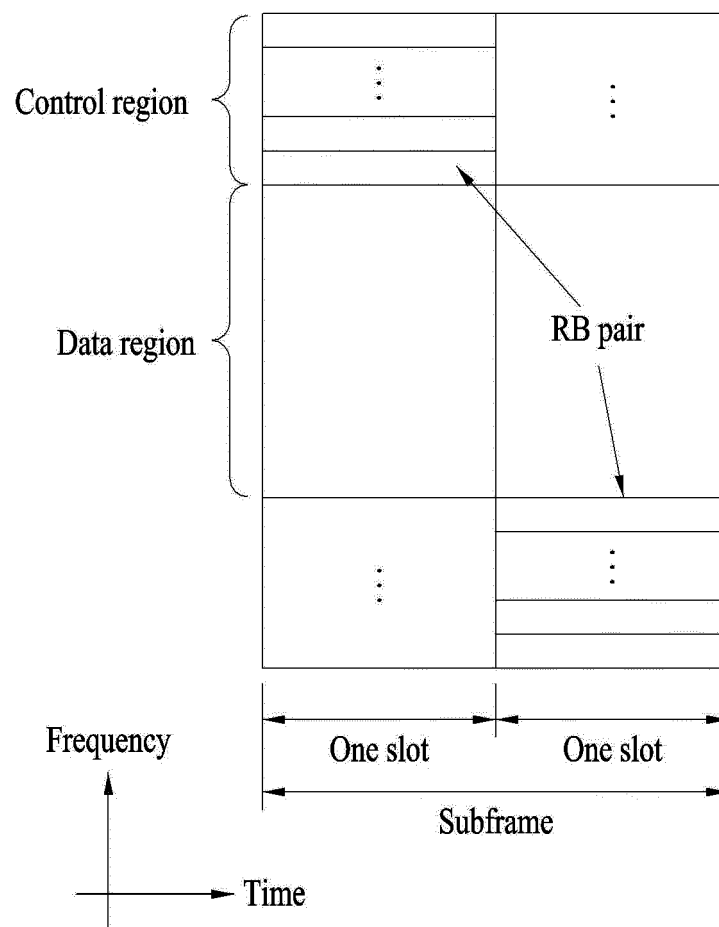 Control region
Data region
RB pair
One slot
One slot
Subframe
Frequency
Time